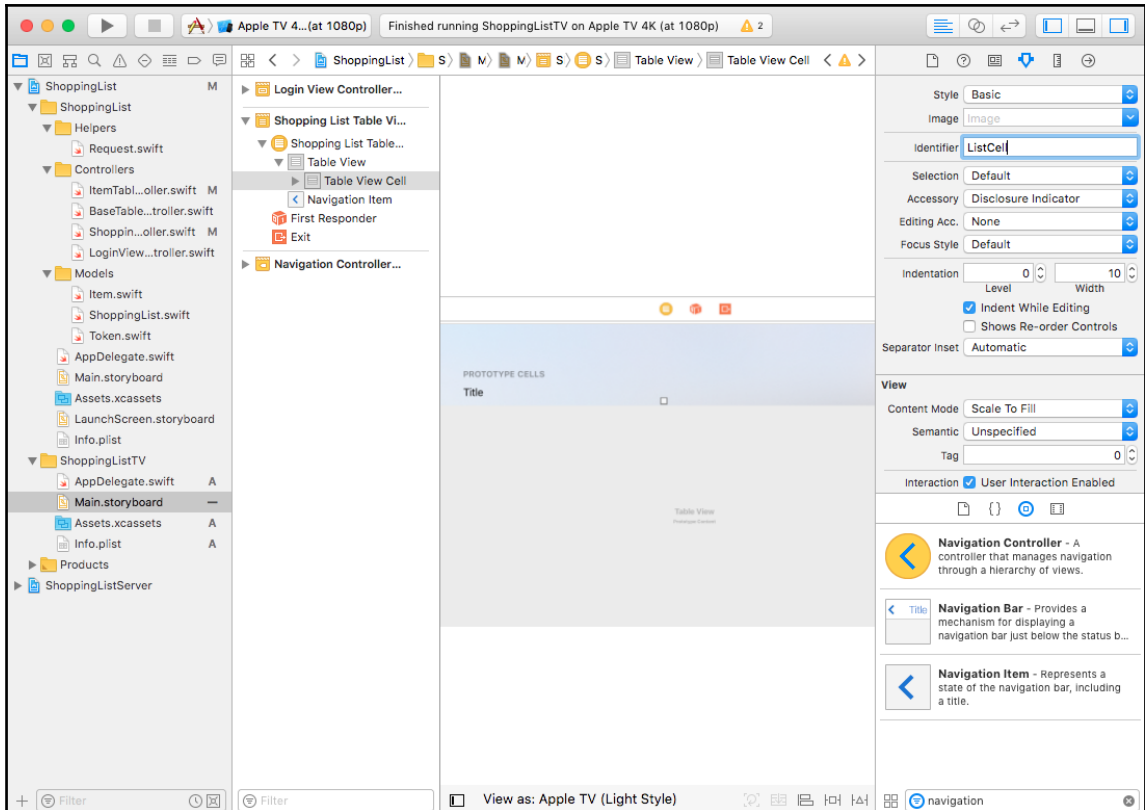 Apple TV 4...(at 1080p)
Finished running ShoppingListTV on Apple TV 4K (at 1080p)
2
ShoppingList
S
M
M
S
S
Table View
Table View Cell
ShoppingList M
ShoppingList
Helpers
Request.swift
Controllers
ItemTabl...oller.swift M
BaseTable...troller.swift
Shoppin...oller.swift M
LoginView...troller.swift
Models
Item.swift
ShoppingList.swift
Token.swift
AppDelegate.swift
Main.storyboard
Assets.xcassets
LaunchScreen.storyboard
Info.plist
ShoppingListTV
AppDelegate.swift A
Main.storyboard –
Assets.xcassets A
Info.plist A
Products
ShoppingListServer
Filter
Login View Controller...
Shopping List Table Vi...
Shopping List Table...
Table View
Table View Cell
Navigation Item
First Responder
Exit
Navigation Controller...
Filter
PROTOTYPE CELLS
Title
Table View
Prototype Content
View as: Apple TV (Light Style)
Style Basic
Image Image
Identifier ListCell
Selection Default
Accessory Disclosure Indicator
Editing Acc. None
Focus Style Default
Indentation 0 10
Level Width
Indent While Editing
Shows Re-order Controls
Separator Inset Automatic
View
Content Mode Scale To Fill
Semantic Unspecified
Tag 0
Interaction User Interaction Enabled
{}
Navigation Controller - A
controller that manages navigation
through a hierarchy of views.
Title
Navigation Bar - Provides a
mechanism for displaying a
navigation bar just below the status b...
Navigation Item - Represents a
state of the navigation bar, including
a title.
navigation